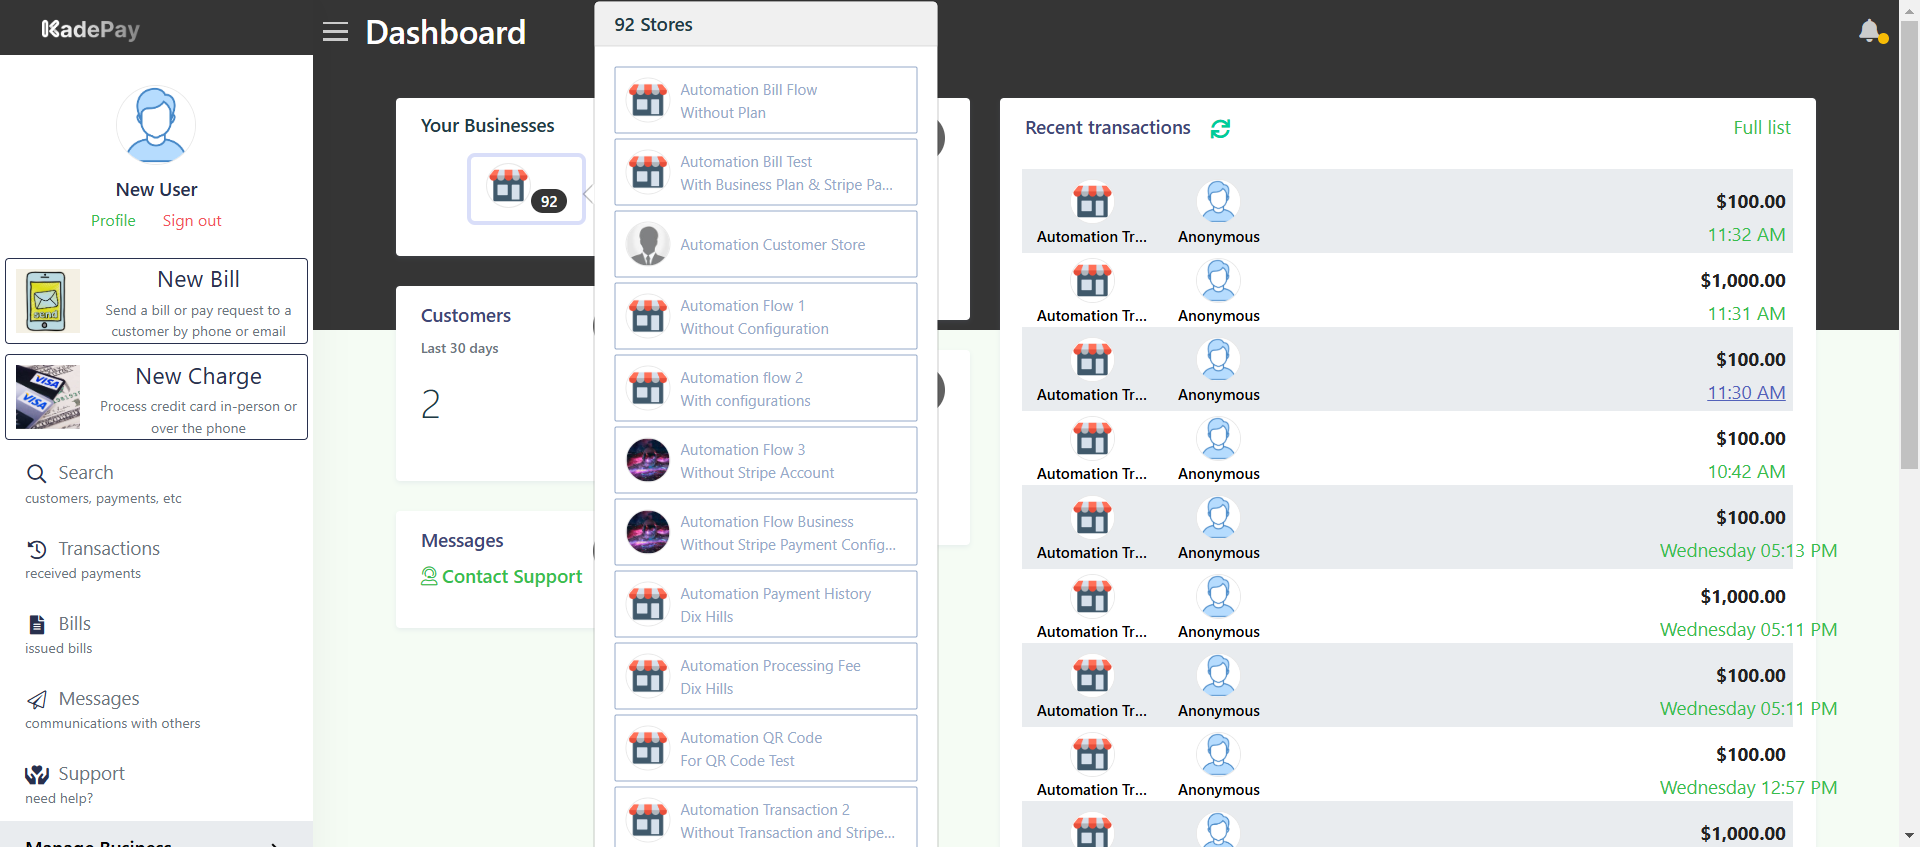 KadePay
Dashboard
New User
Profile
Sign out
New Bill
Send a bill or pay request to a
customer by phone or email
New Charge
Process credit card in-person or
over the phone
Search
customers, payments, etc
Transactions
received payments
Bills
issued bills
Messages
communications with others
Support
need help?
Manage Business
Your Businesses
92
Customers
Last 30 days
2
Messages
Contact Support
92 Stores
Automation Bill Flow
Without Plan
Automation Bill Test
With Business Plan & Stripe Pa...
Automation Customer Store
Automation Flow 1
Without Configuration
Automation flow 2
With configurations
Automation Flow 3
Without Stripe Account
Automation Flow Business
Without Stripe Payment Config...
Automation Payment History
Dix Hills
Automation Processing Fee
Dix Hills
Automation QR Code
For QR Code Test
Automation Transaction 2
Without Transaction and Stripe...
Recent transactions
Full list
$100.00
Automation Tr...
Anonymous
11:32 AM
$1,000.00
Automation Tr...
Anonymous
11:31 AM
$100.00
Automation Tr...
Anonymous
11:30 AM
$100.00
Automation Tr...
Anonymous
10:42 AM
$100.00
Automation Tr...
Anonymous
Wednesday 05:13 PM
$1,000.00
Automation Tr...
Anonymous
Wednesday 05:11 PM
$100.00
Automation Tr...
Anonymous
Wednesday 05:11 PM
$100.00
Automation Tr...
Anonymous
Wednesday 12:57 PM
$1,000.00
send
VISA
VISA